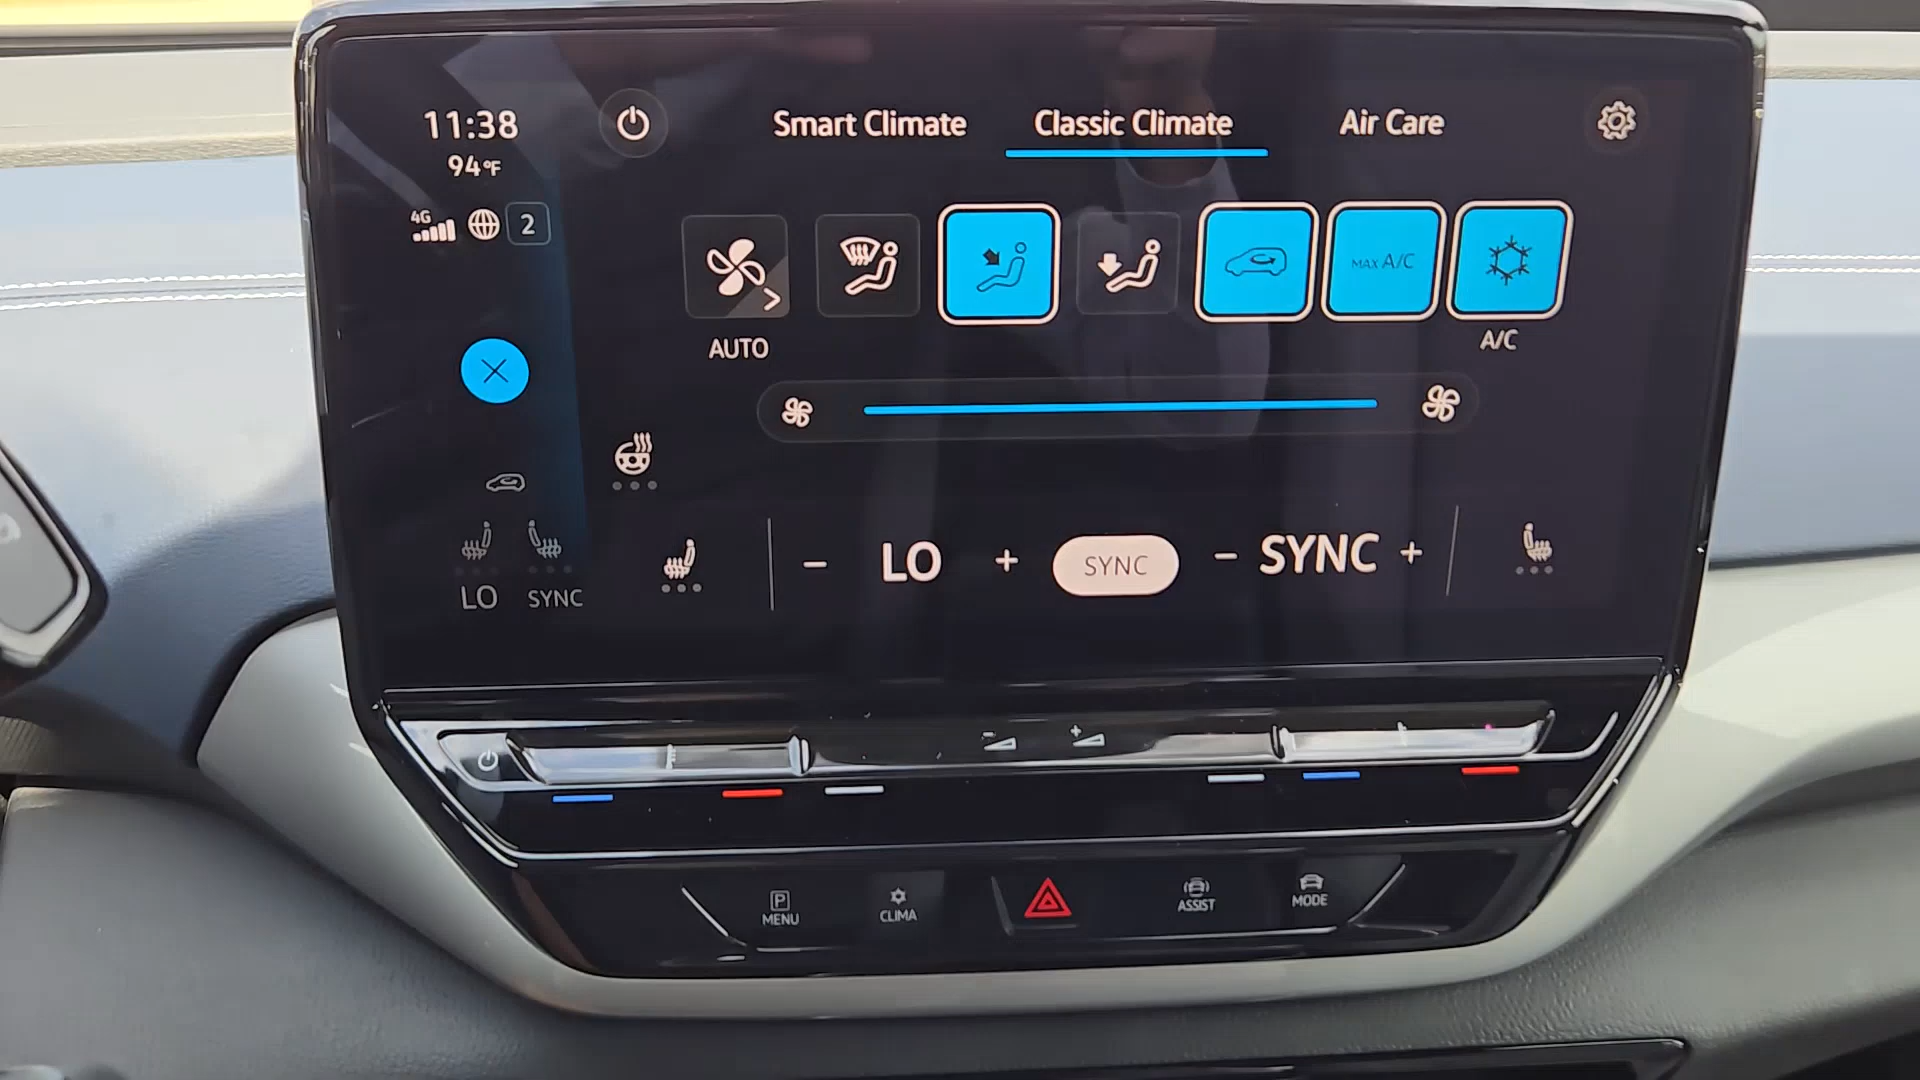 11:38
94°F
4G
2
Smart Climate
Classic Climate
Air Care
AUTO
MAX A/C
A/C
LO
SYNC
LO
SYNC
SYNC
P
MENU
CLIMA
ASSIST
MODE